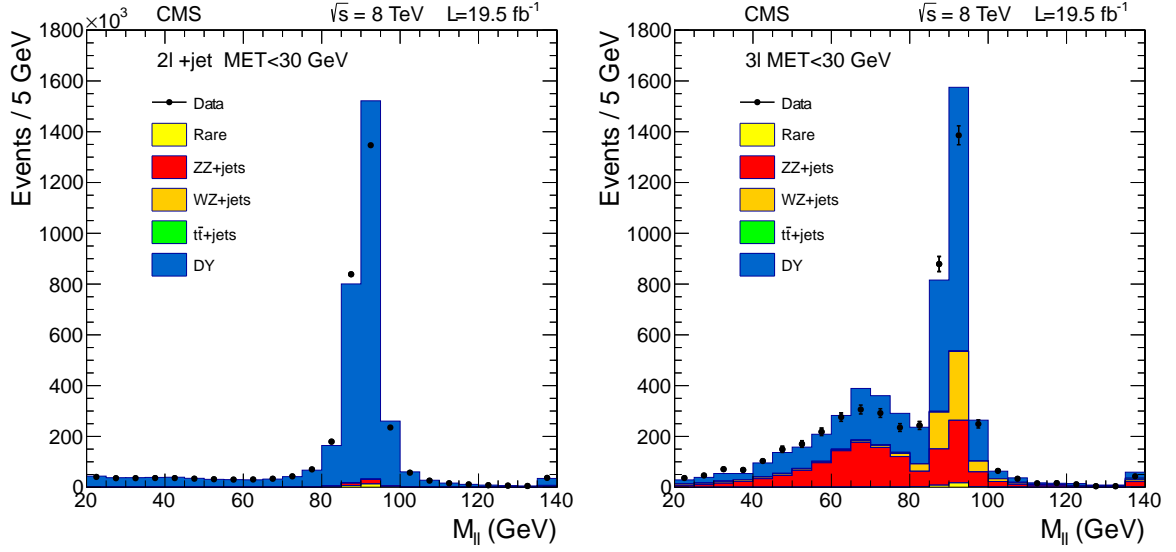 ×10³ CMS √s = 8 TeV L=19.5 fb⁻¹
2l +jet MET<30 GeV
Events / 5 GeV
1800
1600
1400
1200
1000
800
600
400
200
0
Data
Rare
ZZ+jets
WZ+jets
tt̄+jets
DY
20 40 60 80 100 120 140
M_ll (GeV)
CMS √s = 8 TeV L=19.5 fb⁻¹
3l MET<30 GeV
Events / 5 GeV
1800
1600
1400
1200
1000
800
600
400
200
0
Data
Rare
ZZ+jets
WZ+jets
tt̄+jets
DY
20 40 60 80 100 120 140
M_ll (GeV)